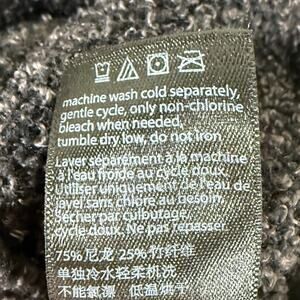 machine wash cold separately,
gentle cycle, only non-chlorine
bleach when needed,
tumble dry low, do not iron
Laver séparément à la machine
à l'eau froide au cycle doux.
Utiliser uniquement de l'eau de
javel sans chlore au besoin.
Sécher par culbutage,
cycle doux. Ne pas repasser.
75%尼龙 25%竹纤维
单独冷水轻柔机洗
不能氯漂 低温烘干